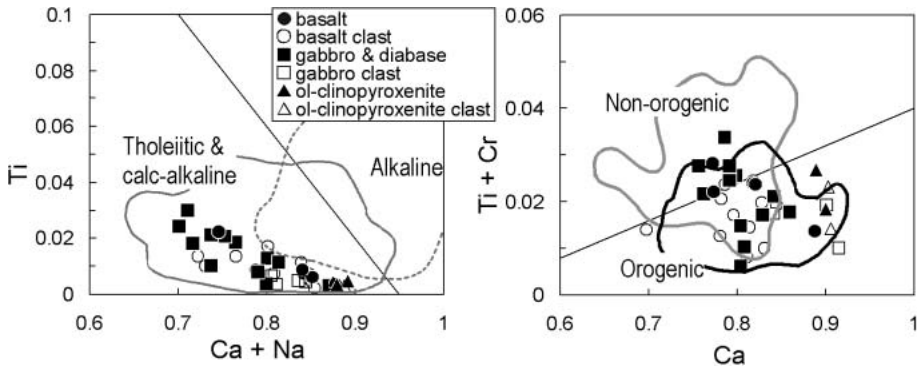 0.1
0.08
0.06
0.04
0.02
0
Ti
0.6
0.7
0.8
0.9
1
Ca + Na
Tholeiitic &
calc-alkaline
Alkaline
basalt
basalt clast
gabbro & diabase
gabbro clast
ol-clinopyroxenite
ol-clinopyroxenite clast
0.06
0.04
0.02
0
Ti + Cr
Non-orogenic
Orogenic
0.6
0.7
0.8
0.9
1
Ca